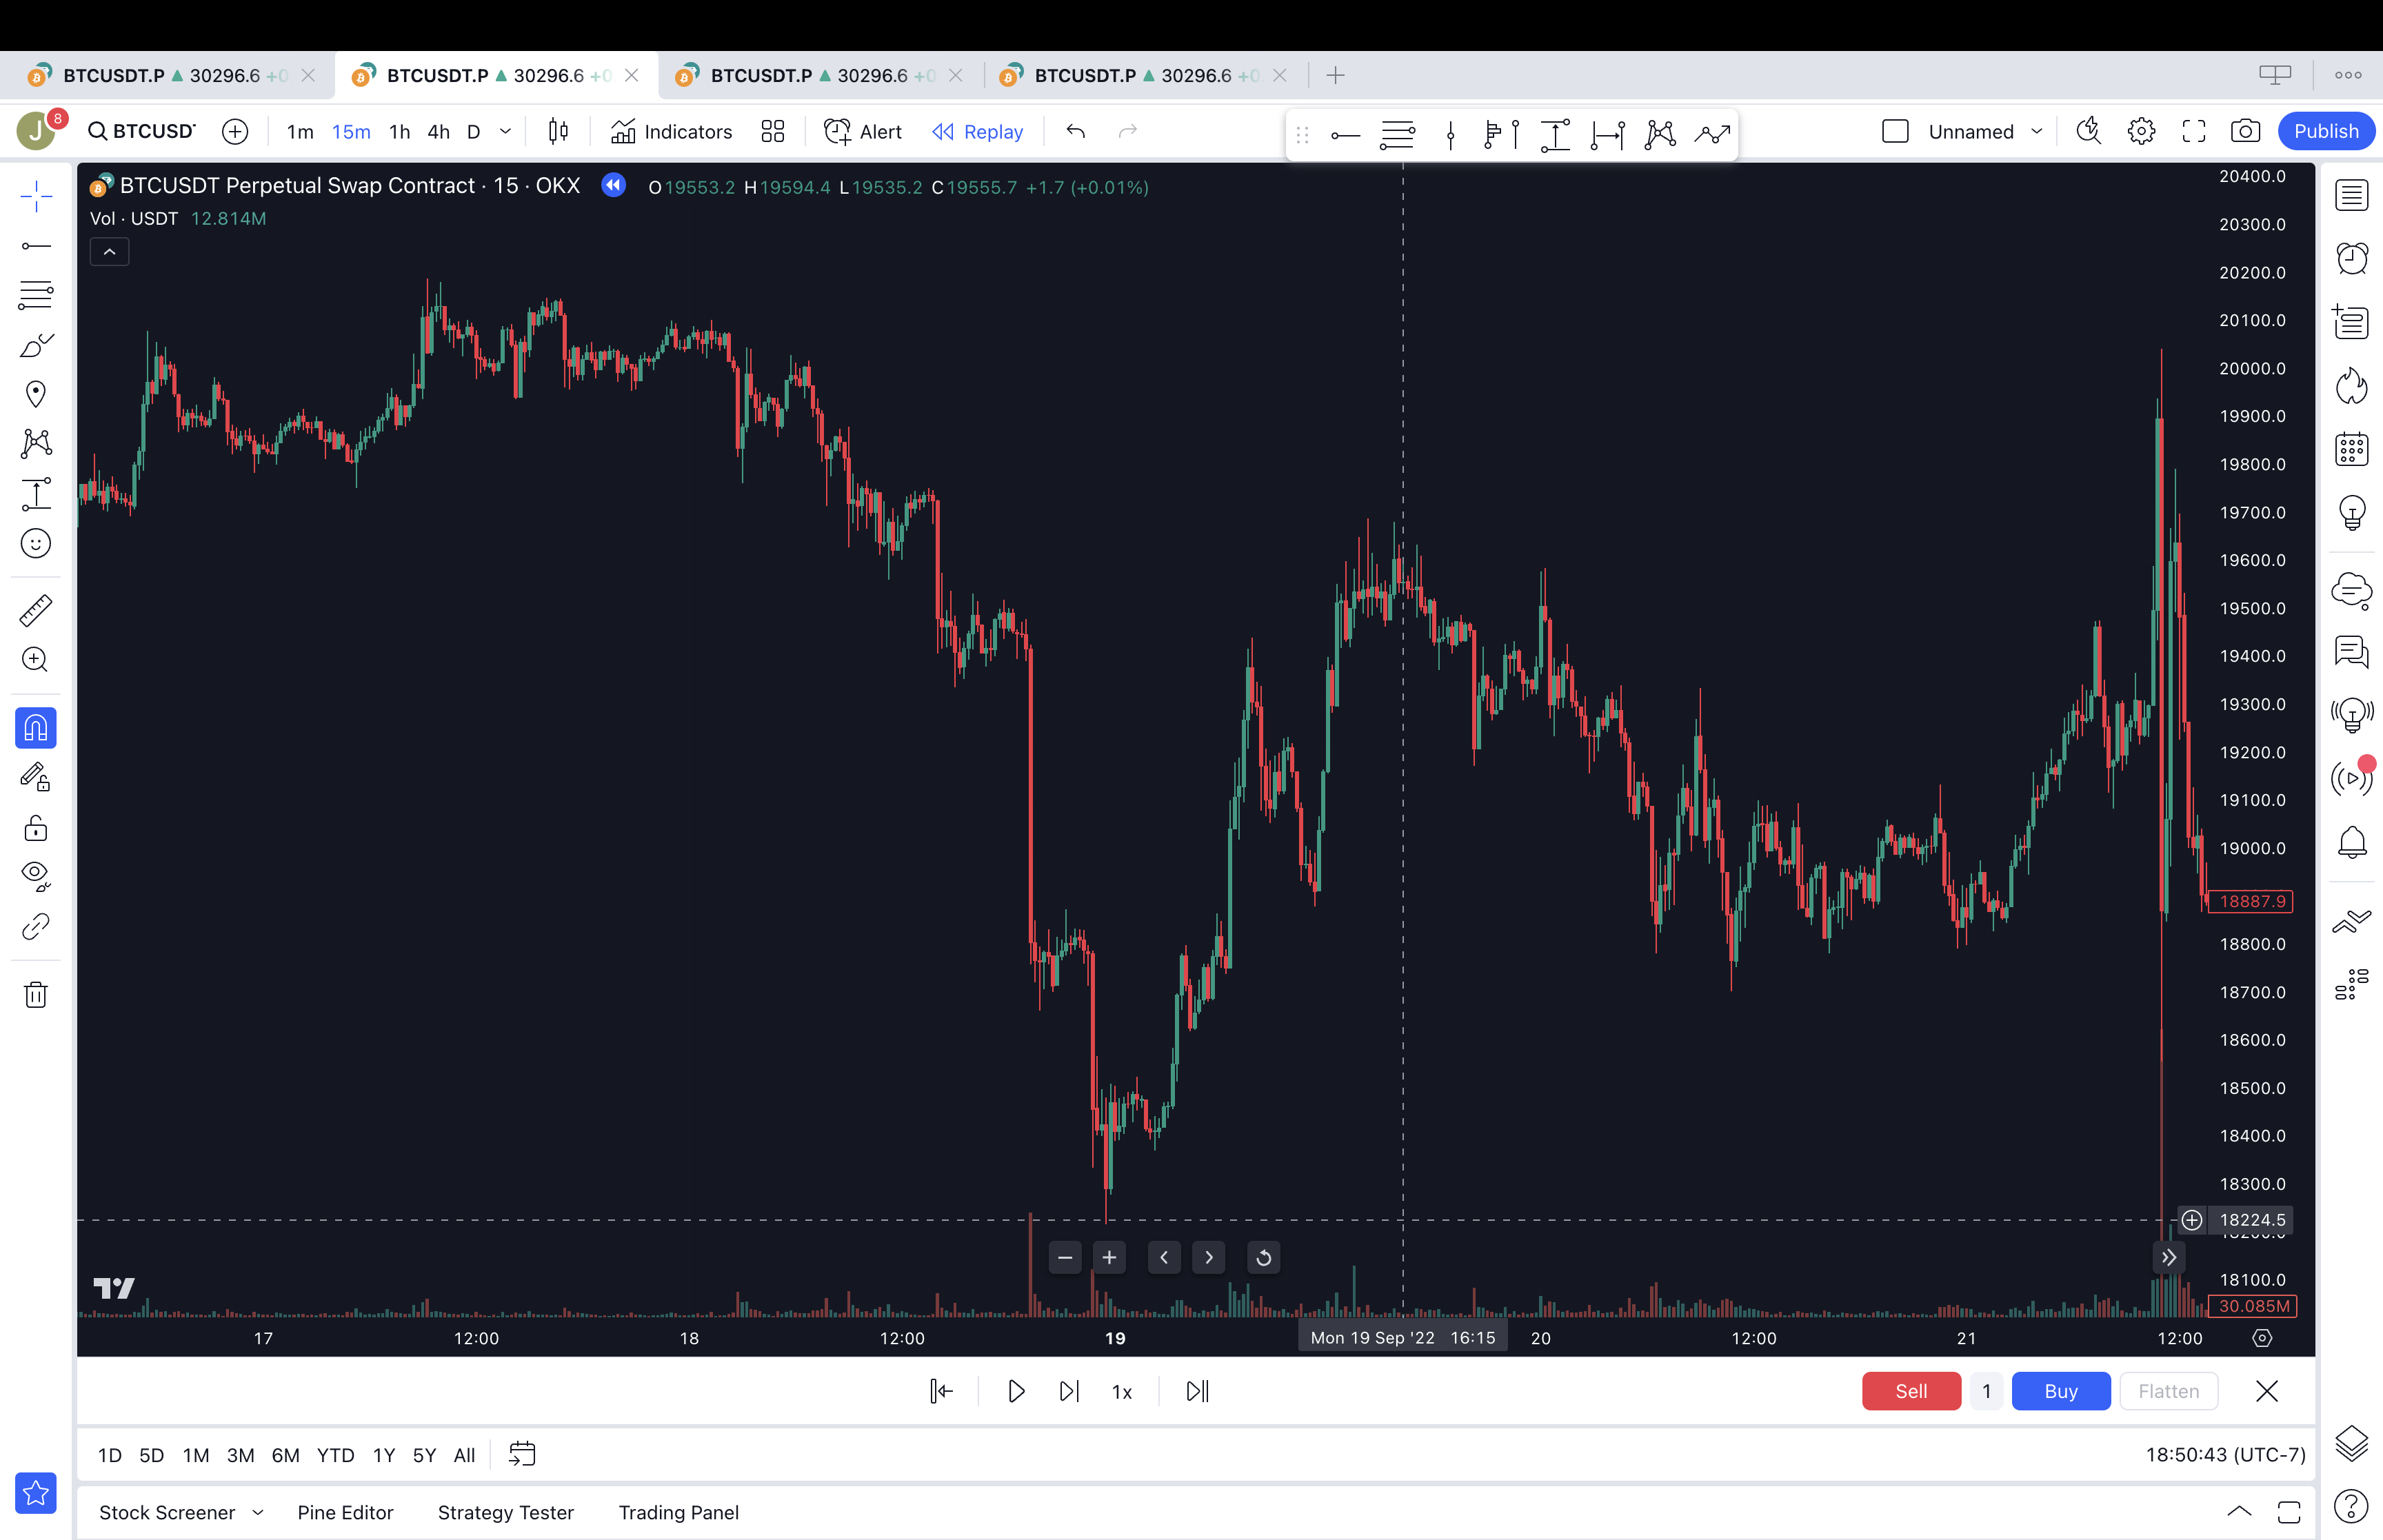 BTCUSDT.P ▲ 30296.6 +0
BTCUSDT.P ▲ 30296.6 +0
BTCUSDT.P ▲ 30296.6 +0
BTCUSDT.P ▲ 30296.6 +0
J 8 BTCUSDT 1m 15m 1h 4h D Indicators Alert Replay Unnamed Publish
BTCUSDT Perpetual Swap Contract · 15 · OKX O19553.2 H19594.4 L19535.2 C19555.7 +1.7 (+0.01%)
Vol · USDT 12.814M
20400.0
20300.0
20200.0
20100.0
20000.0
19900.0
19800.0
19700.0
19600.0
19500.0
19400.0
19300.0
19200.0
19100.0
19000.0
18887.9
18800.0
18700.0
18600.0
18500.0
18400.0
18300.0
18224.5
18200.0
18100.0
30.085M
17 12:00 18 12:00 19 Mon 19 Sep '22 16:15 20 12:00 21 12:00
1x Sell 1 Buy Flatten
1D 5D 1M 3M 6M YTD 1Y 5Y All 18:50:43 (UTC-7)
Stock Screener Pine Editor Strategy Tester Trading Panel